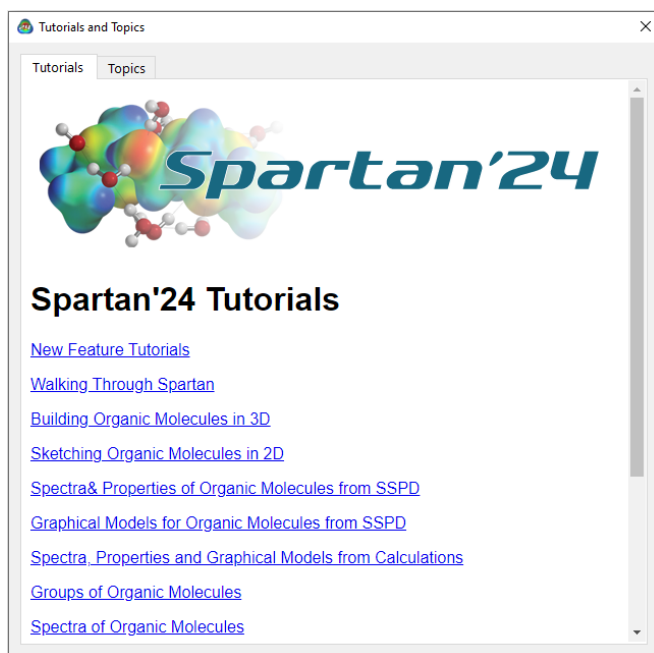 Tutorials and Topics
Tutorials Topics
Spartan'24
Spartan'24 Tutorials
New Feature Tutorials
Walking Through Spartan
Building Organic Molecules in 3D
Sketching Organic Molecules in 2D
Spectra& Properties of Organic Molecules from SSPD
Graphical Models for Organic Molecules from SSPD
Spectra, Properties and Graphical Models from Calculations
Groups of Organic Molecules
Spectra of Organic Molecules